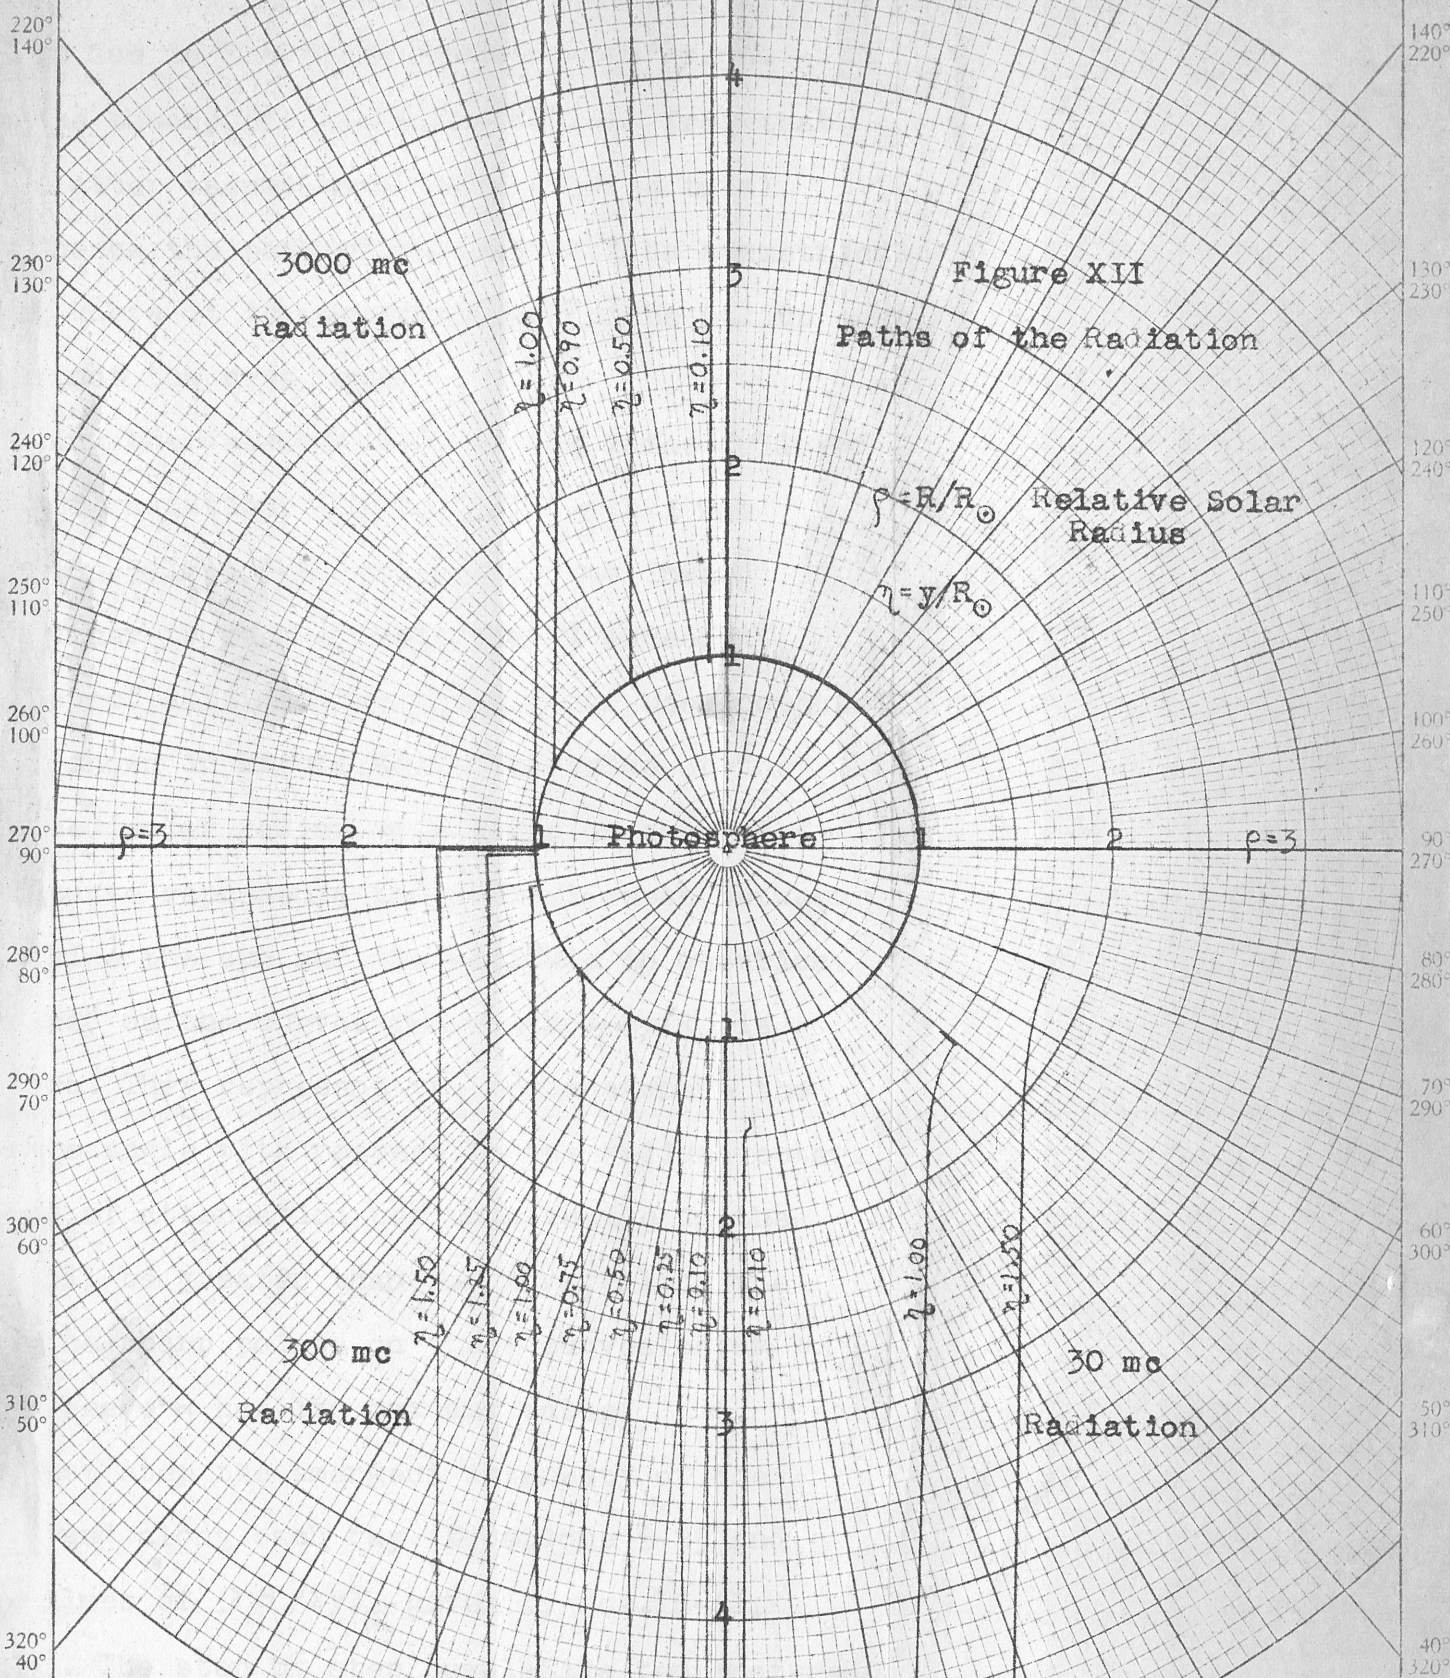 220°
140°
140°
220°
4
230°
130°
3000 mc
Radiation
3
Figure XII
Paths of the Radiation
130°
230°
η=1.00
η=0.90
η=0.50
η=0.10
240°
120°
2
ρ=R/R☉ Relative Solar
Radius
η=y/R☉
120°
240°
250°
110°
110°
250°
1
260°
100°
100°
260°
270°
90°
ρ=3
2
1
Photosphere
1
2
ρ=3
90
270°
280°
80°
80°
280°
1
290°
70°
70°
290°
300°
60°
2
60°
300°
η=1.50
η=1.25
η=1.00
η=0.75
η=0.50
η=0.25
η=0.10
η=0.10
η=1.00
η=1.50
300 mc
Radiation
30 mc
Radiation
310°
50°
3
50°
310°
4
320°
40°
40°
320°